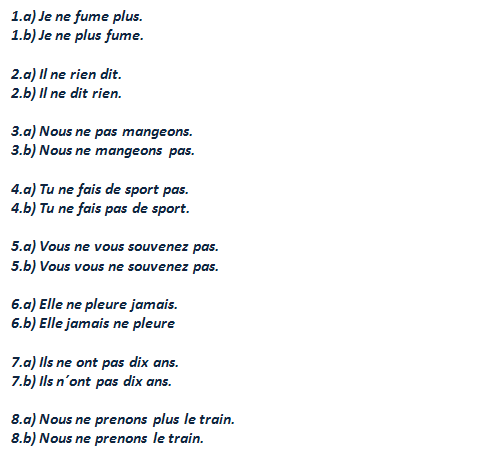 1.a) Je ne fume plus.
1.b) Je ne plus fume.
2.a) Il ne rien dit.
2.b) Il ne dit rien.
3.a) Nous ne pas mangeons.
3.b) Nous ne mangeons pas.
4.a) Tu ne fais de sport pas.
4.b) Tu ne fais pas de sport.
5.a) Vous ne vous souvenez pas.
5.b) Vous vous ne souvenez pas.
6.a) Elle ne pleure jamais.
6.b) Elle jamais ne pleure
7.a) Ils ne ont pas dix ans.
7.b) Ils n´ont pas dix ans.
8.a) Nous ne prenons plus le train.
8.b) Nous ne prenons le train.